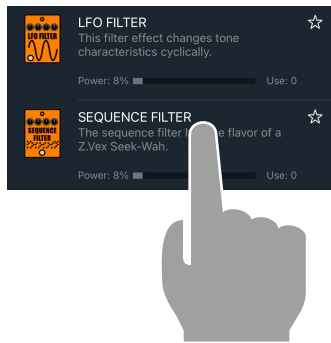 LFO FILTER
LFO FILTER
This filter effect changes tone
characteristics cyclically.
Power: 8% Use: 0
SEQUENCE FILTER
SEQUENCE
FILTER
The sequence filter e flavor of a
Z.Vex Seek-Wah.
Power: 8% Use: 0